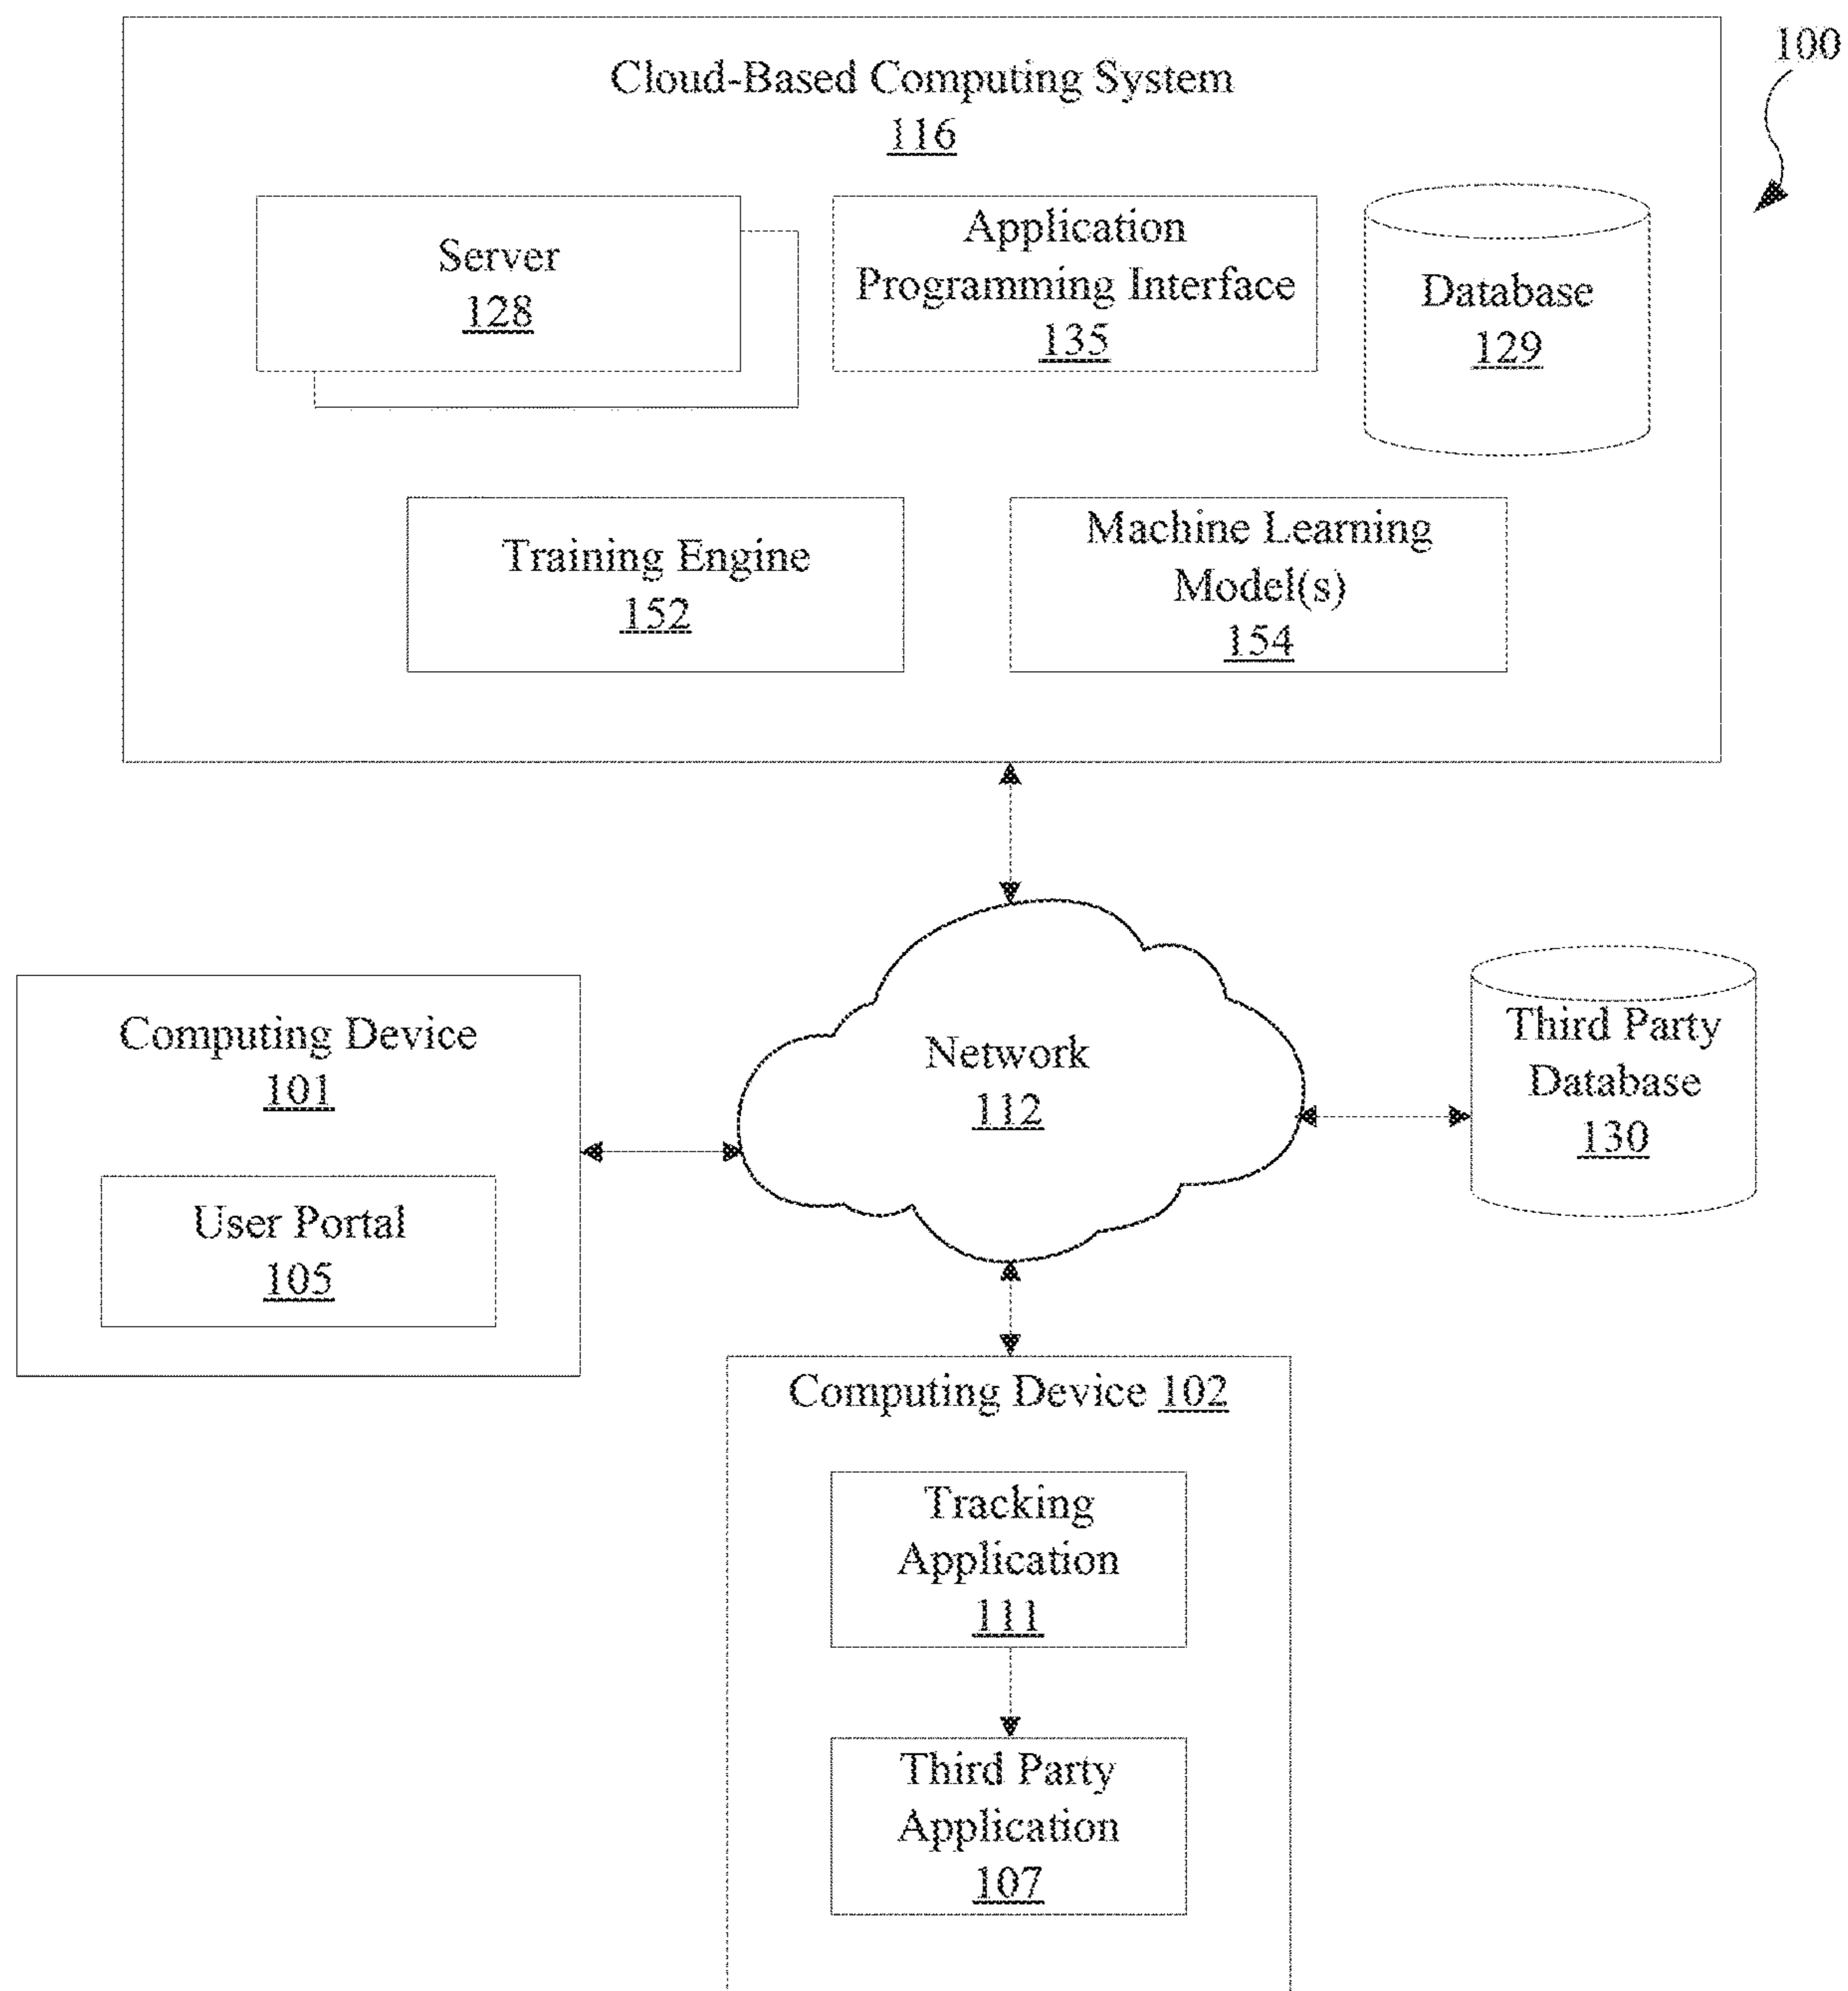 100
Cloud-Based Computing System
116
Server
128
Application
Programming Interface
135
Database
129
Training Engine
152
Machine Learning
Model(s)
154
Computing Device
101
User Portal
105
Network
112
Third Party
Database
130
Computing Device 102
Tracking
Application
111
Third Party
Application
107